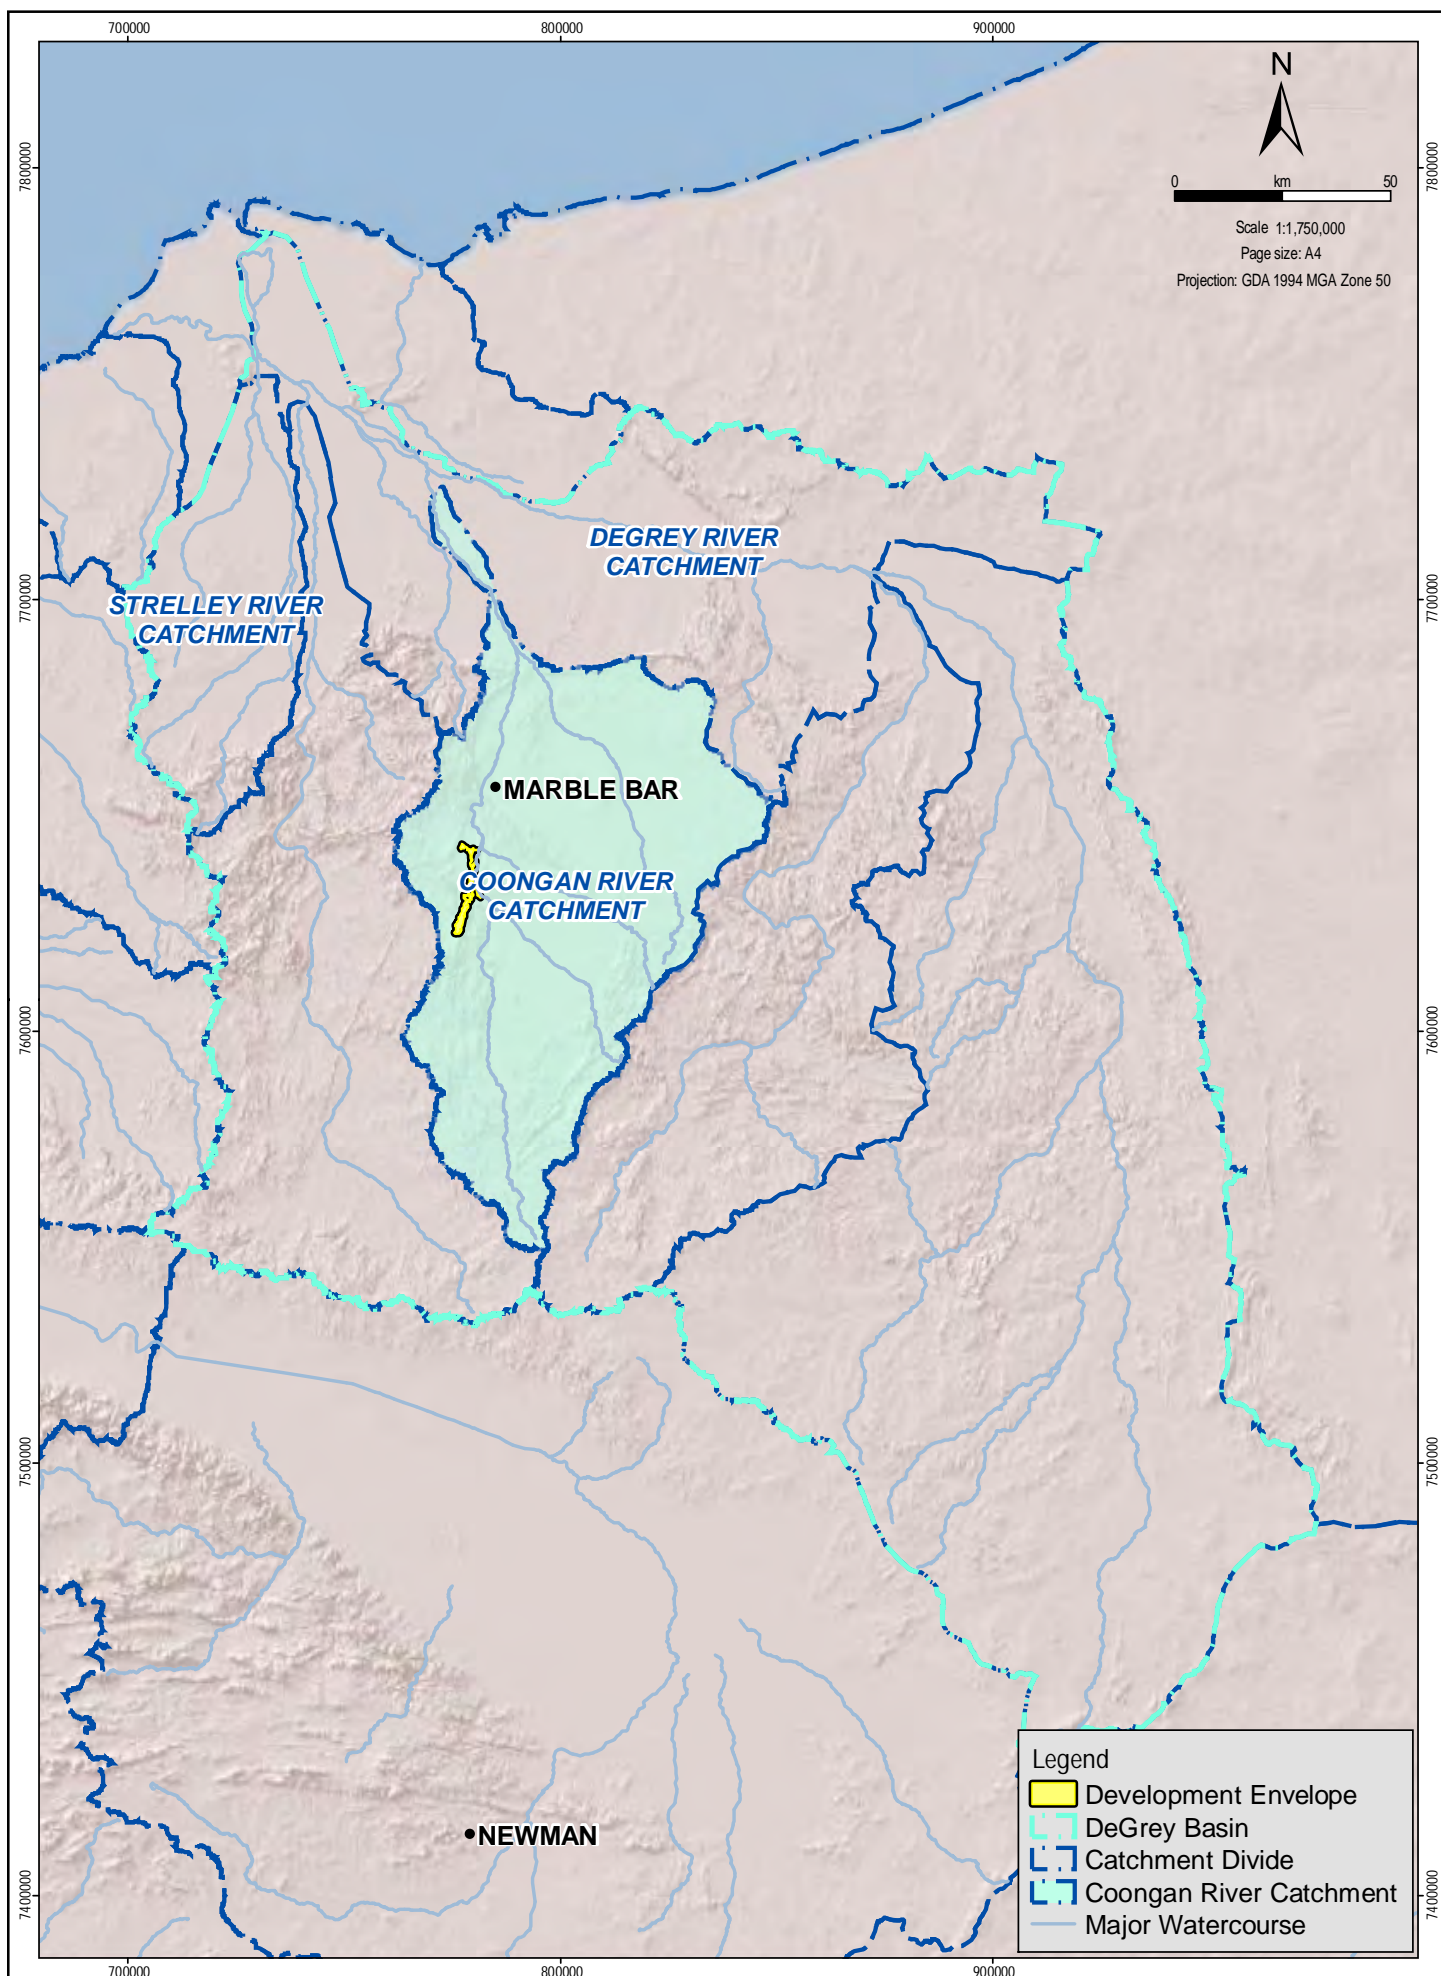 700000
800000
900000
N
0
km
50
Scale 1:1,750,000
Page size: A4
Projection: GDA 1994 MGA Zone 50
7800000
7800000
DEGREY RIVER
CATCHMENT
STRELLEY RIVER
CATCHMENT
7700000
7700000
MARBLE BAR
COONGAN RIVER
CATCHMENT
7600000
7600000
7500000
7500000
NEWMAN
Legend
Development Envelope
DeGrey Basin
Catchment Divide
Coongan River Catchment
Major Watercourse
7400000
7400000
700000
800000
900000